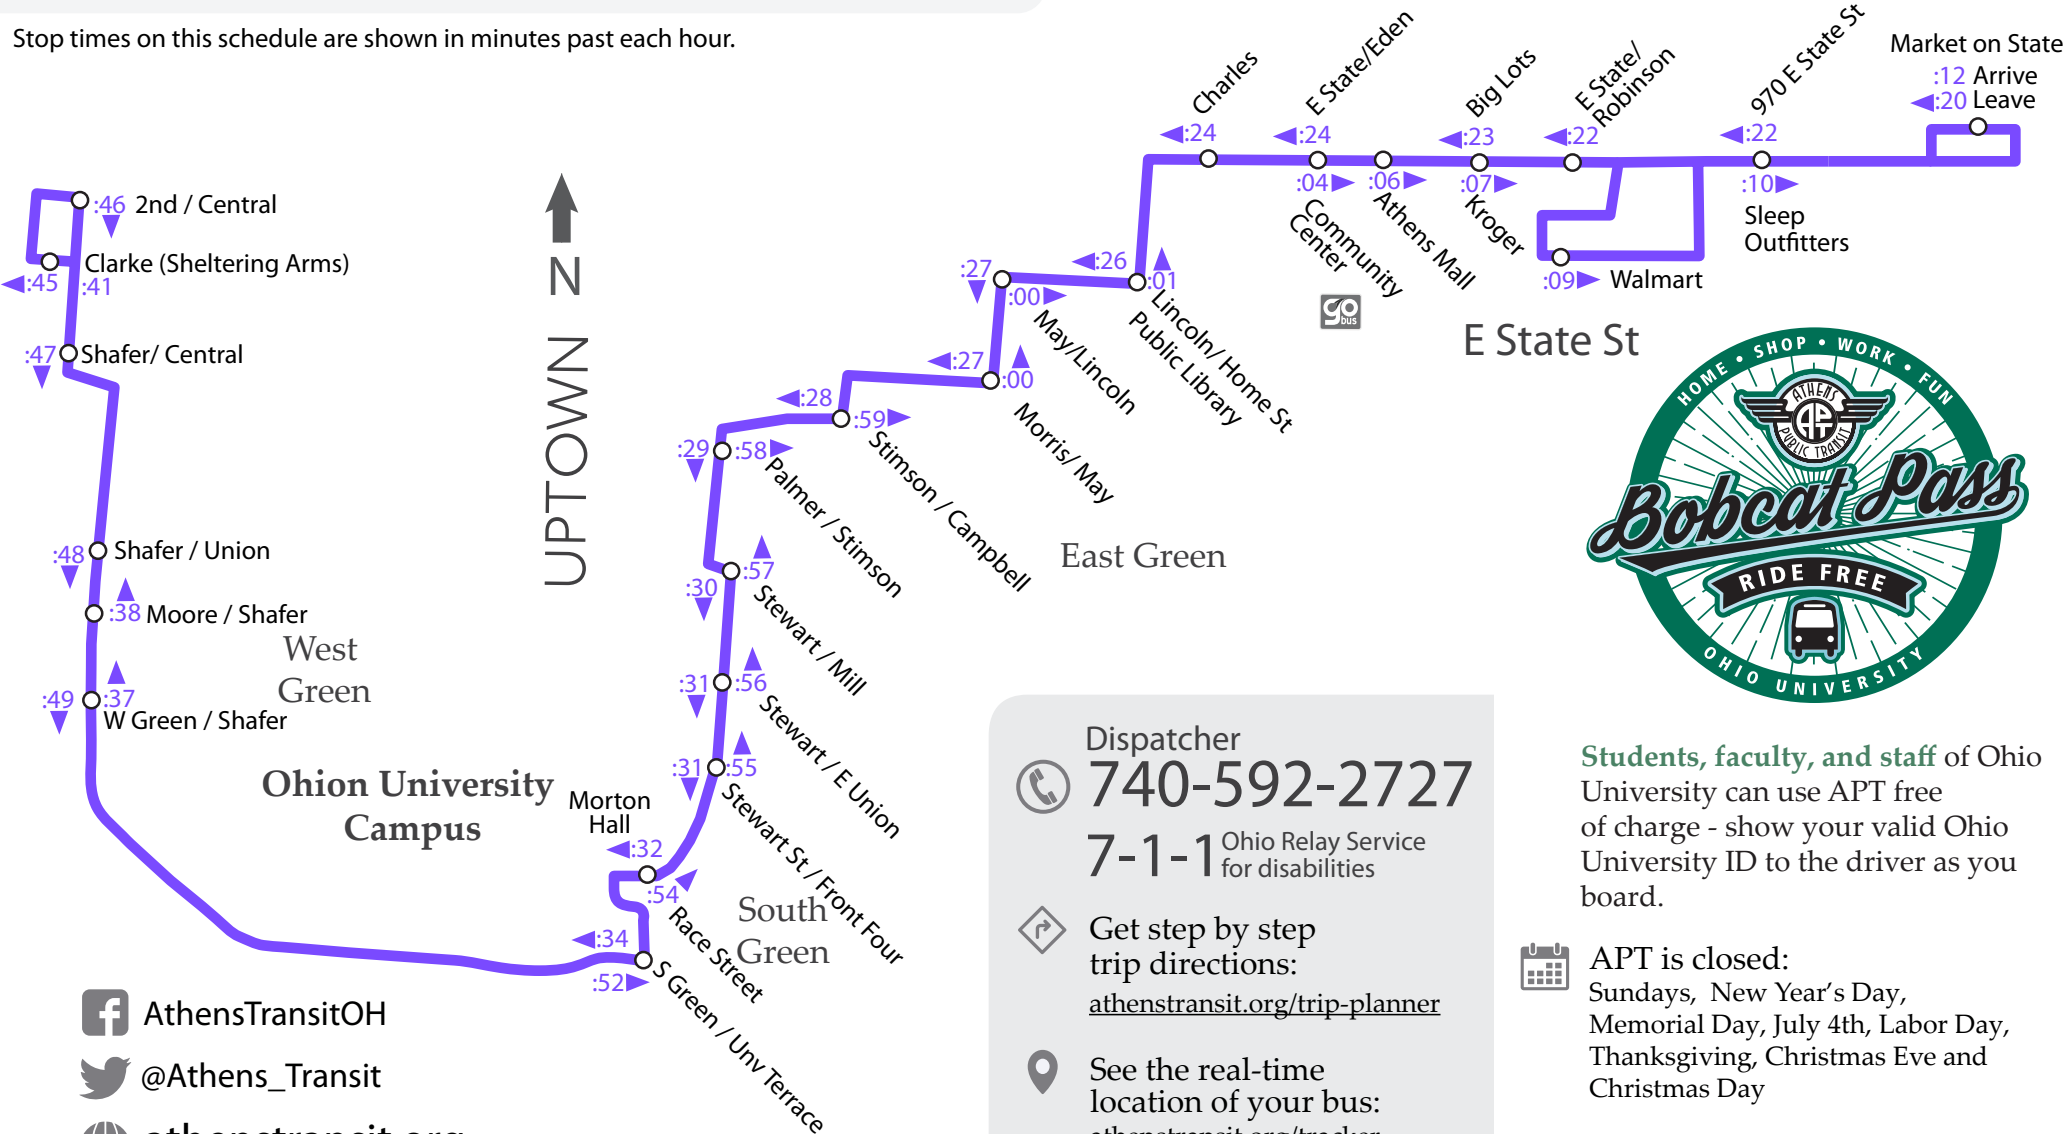 Stop times on this schedule are shown in minutes past each hour.
Charles
:24
E State/Eden
:24
Big Lots
:23
E State/
Robinson
:22
970 E State St
:22
Market on State
:12 Arrive
:20 Leave
:04
Community
Center
go
bus
:06
Athens Mall
:07
Kroger
:09
Walmart
:10
Sleep
Outfitters
E State St
:46 2nd / Central
Clarke (Sheltering Arms)
:45
:41
:47
Shafer/ Central
:48
Shafer / Union
:38 Moore / Shafer
:49
:37
W Green / Shafer
West
Green
N
UPTOWN
:26
:01
Lincoln/ Home St
Public Library
:27
:00
May/Lincoln
:27
:00
Morris/ May
:28
:59
Stimson / Campbell
:29
:58
Palmer / Stimson
:30
:57
Stewart / Mill
:31
:56
Stewart / E Union
:31
:55
Stewart St / Front Four
Morton
Hall
:32
:54
Race Street
:34
:52
S Green / Unv Terrace
East Green
South
Green
Ohion University
Campus
AthensTransitOH
@Athens_Transit
athenstransit.org
Dispatcher
740-592-2727
7-1-1 Ohio Relay Service
for disabilities
Get step by step
trip directions:
athenstransit.org/trip-planner
See the real-time
location of your bus:
athenstransit.org/tracker
HOME • SHOP • WORK • FUN
ATHENS
APT
PUBLIC TRANSIT
Bobcat Pass
RIDE FREE
OHIO UNIVERSITY
Students, faculty, and staff of Ohio
University can use APT free
of charge - show your valid Ohio
University ID to the driver as you
board.
APT is closed:
Sundays, New Year’s Day,
Memorial Day, July 4th, Labor Day,
Thanksgiving, Christmas Eve and
Christmas Day